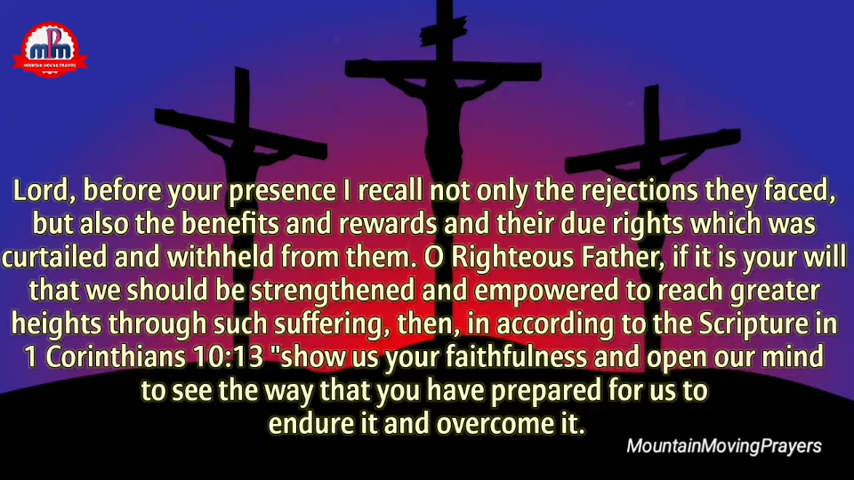 MPM
MOUNTAIN MOVING PRAYERS
Lord, before your presence I recall not only the rejections they faced,
but also the benefits and rewards and their due rights which was
curtailed and withheld from them. O Righteous Father, if it is your will
that we should be strengthened and empowered to reach greater
heights through such suffering, then, in according to the Scripture in
1 Corinthians 10:13 "show us your faithfulness and open our mind
to see the way that you have prepared for us to
endure it and overcome it.
MountainMovingPrayers